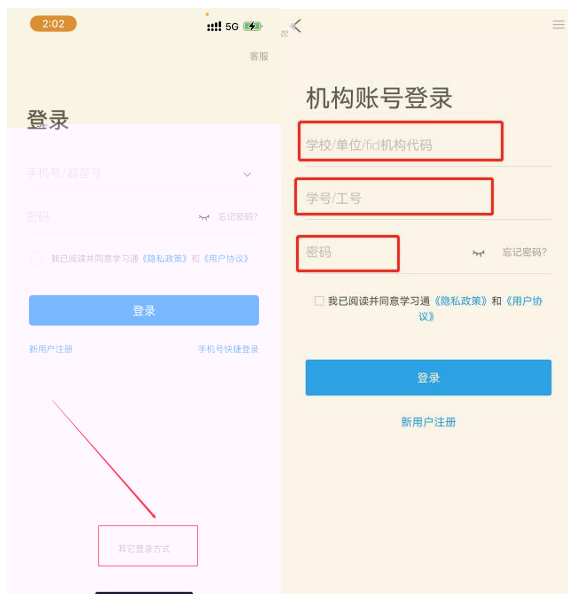 2:02
5G
客服
登录
手机号/超星号
密码
忘记密码?
我已阅读并同意学习通《隐私政策》和《用户协议》
登录
新用户注册
手机号快捷登录
其它登录方式
机构账号登录
学校/单位/fid机构代码
学号/工号
密码
忘记密码?
我已阅读并同意学习通《隐私政策》和《用户协
议》
登录
新用户注册